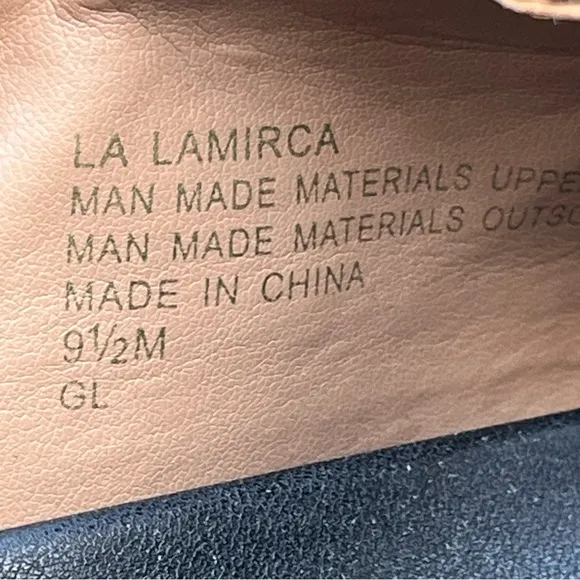 LA LAMIRCA
MAN MADE MATERIALS UPPE
MAN MADE MATERIALS OUTSO
MADE IN CHINA
9½M
GL